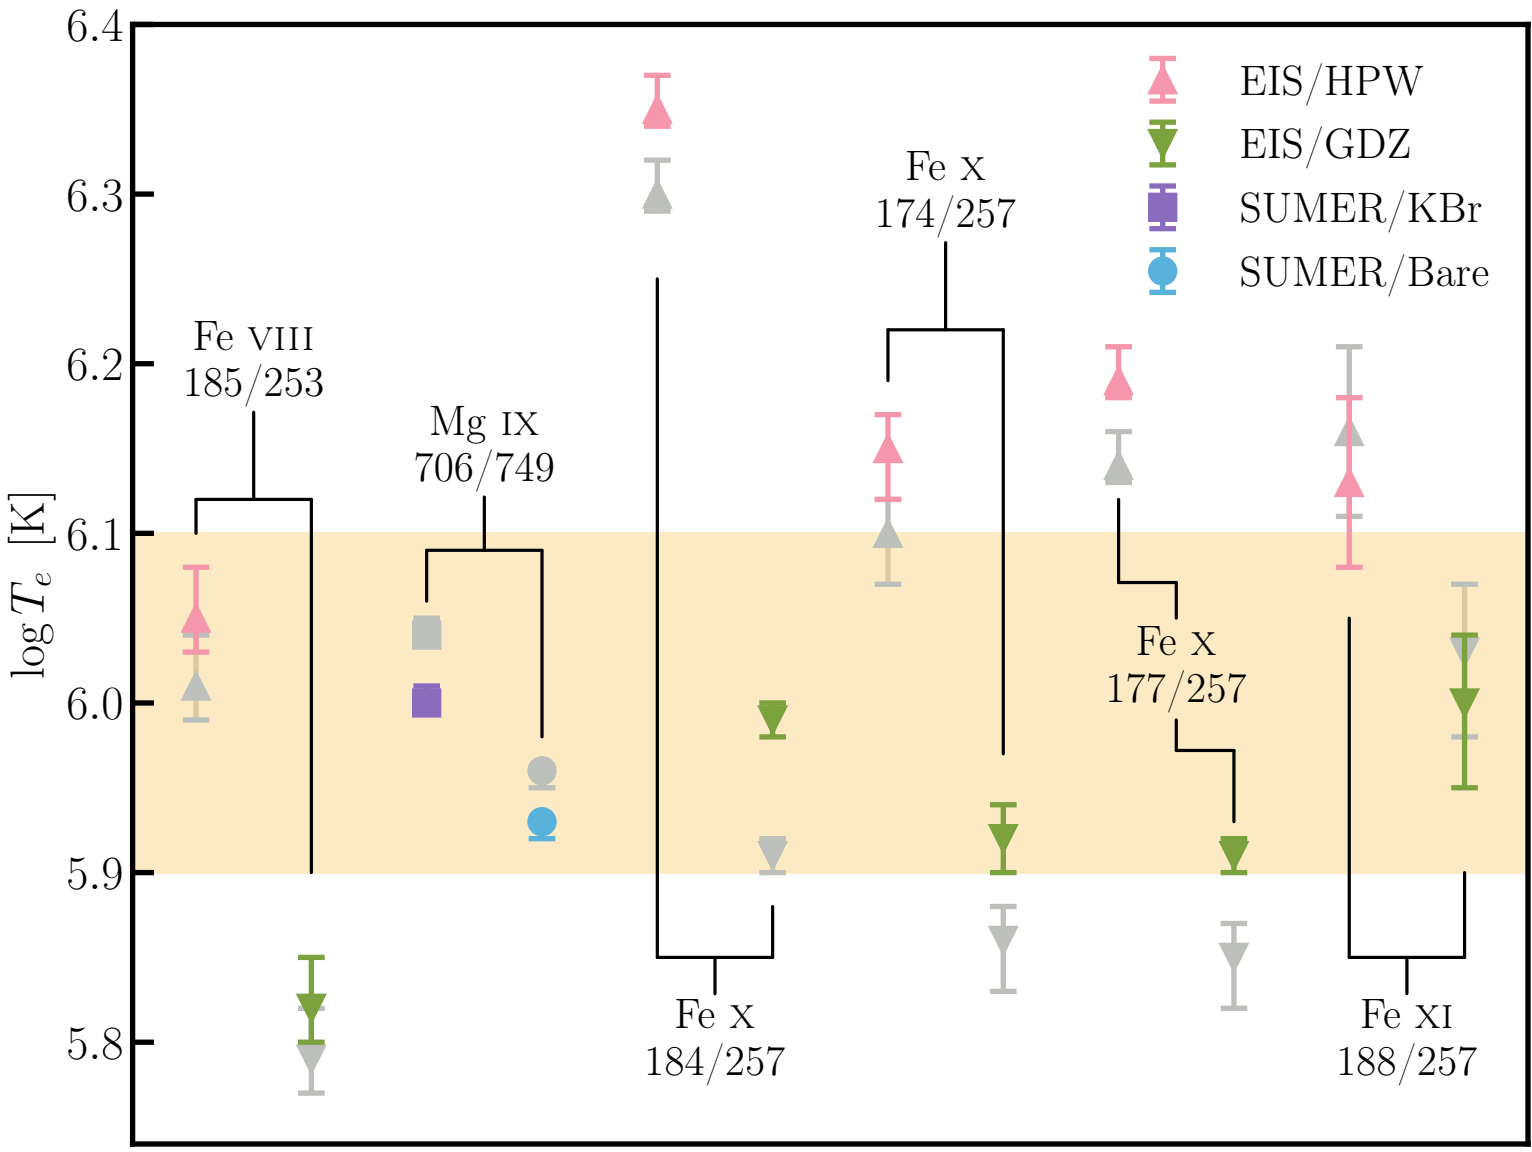 6.4
6.3
6.2
6.1
6.0
5.9
5.8
log Te [K]
EIS/HPW
EIS/GDZ
SUMER/KBr
SUMER/Bare
Fe VIII
185/253
Mg IX
706/749
Fe X
174/257
Fe X
177/257
Fe X
184/257
Fe XI
188/257